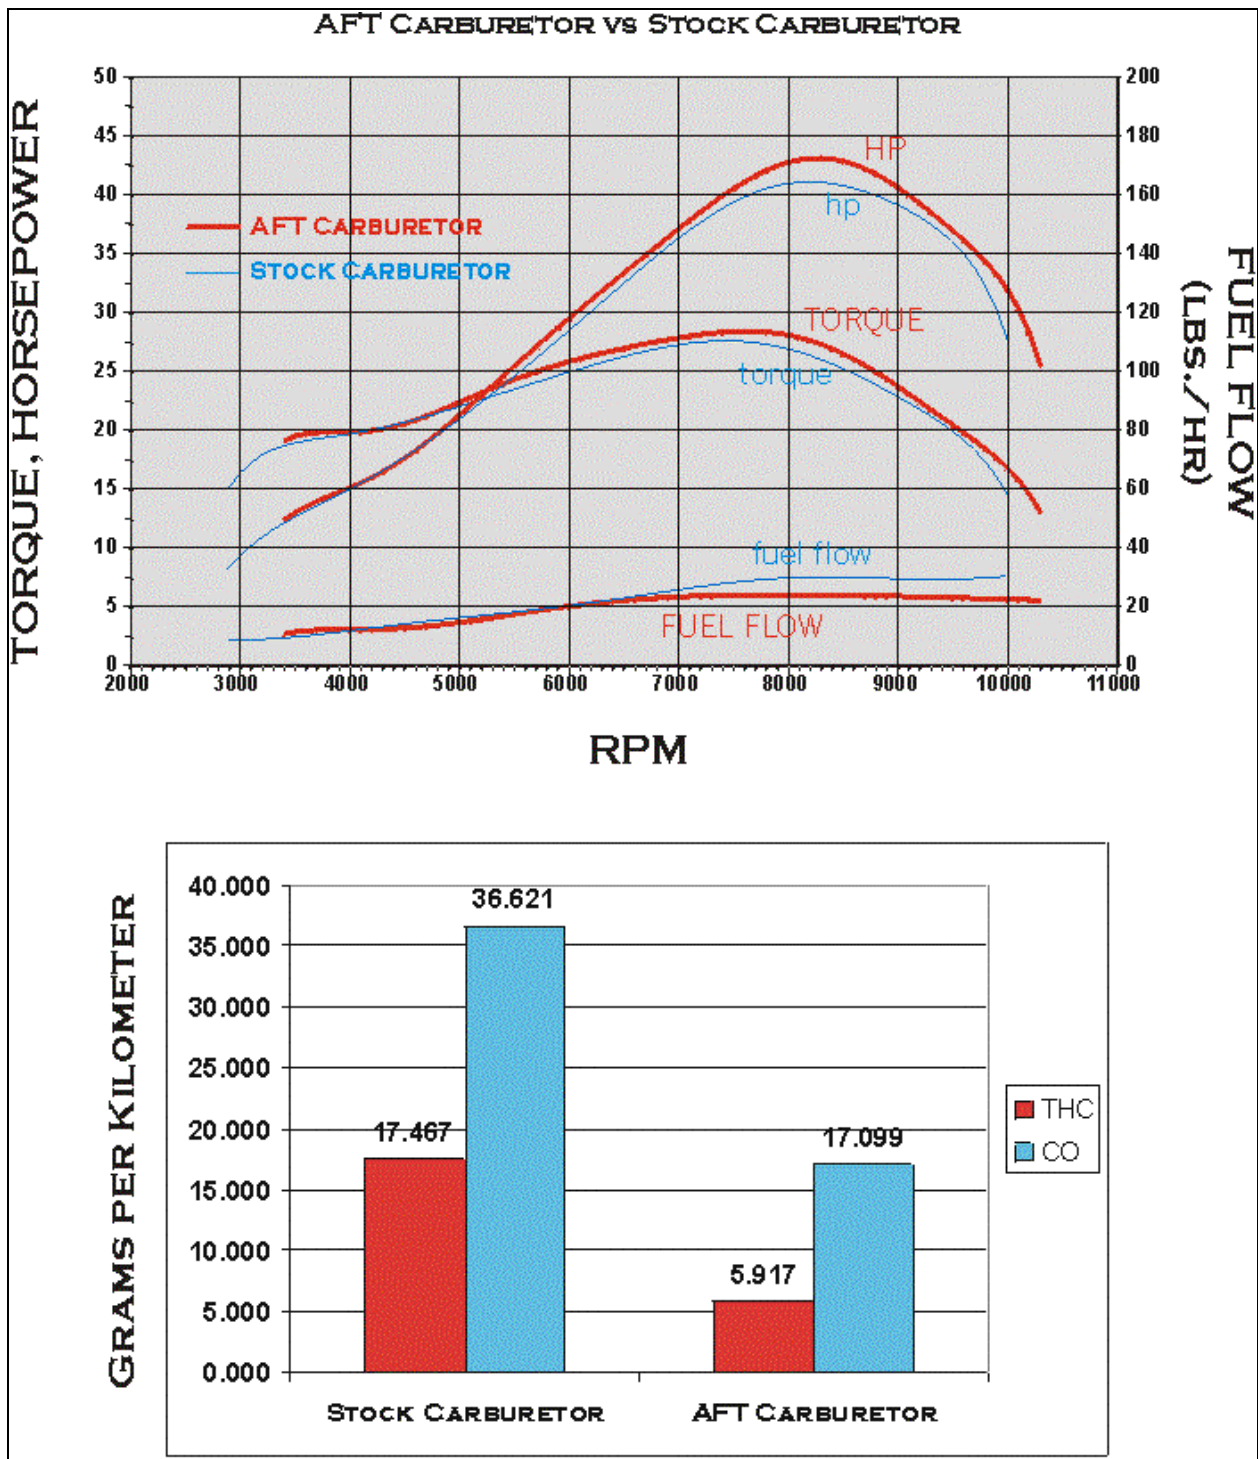 AFT CARBURETOR VS STOCK CARBURETOR
TORQUE, HORSEPOWER
50
45
40
35
30
25
20
15
10
5
0
200
180
160
140
120
100
80
60
40
20
0
FUEL FLOW
(LBS./HR)
HP
hp
AFT CARBURETOR
STOCK CARBURETOR
TORQUE
torque
fuel flow
FUEL FLOW
2000 3000 4000 5000 6000 7000 8000 9000 10000 11000
RPM
GRAMS PER KILOMETER
40.000
35.000
30.000
25.000
20.000
15.000
10.000
5.000
0.000
36.621
17.467
17.099
5.917
THC
CO
STOCK CARBURETOR AFT CARBURETOR